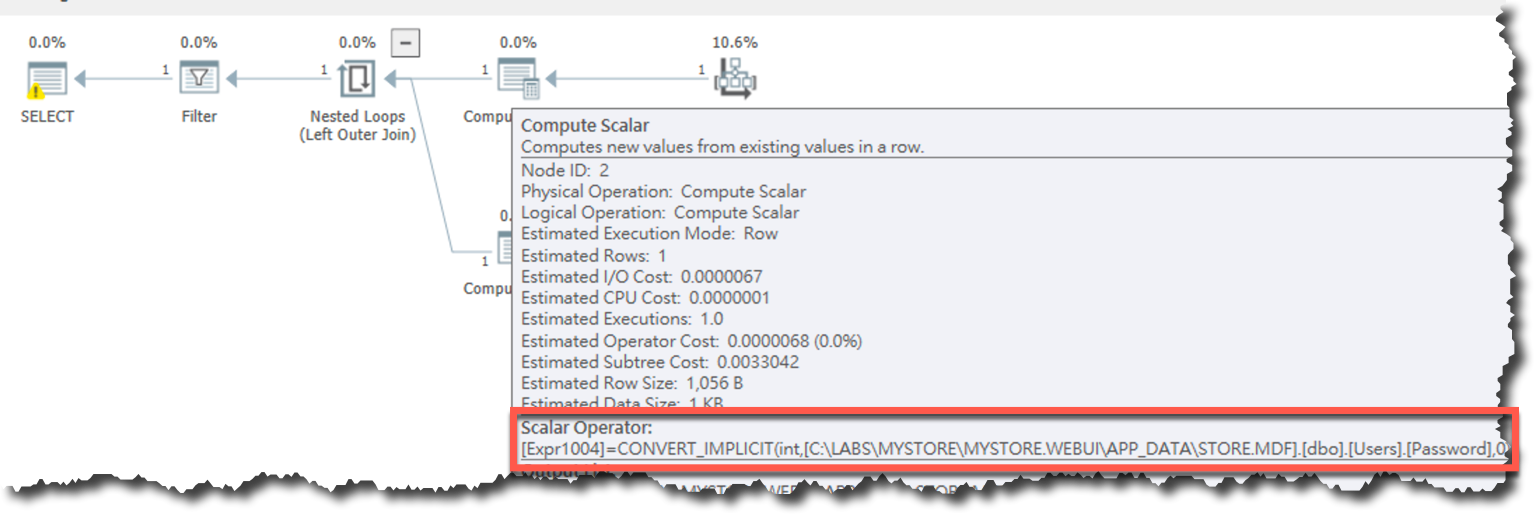 0.0% 0.0% 0.0% 0.0% 10.6%
1 1 1 1
SELECT Filter Nested Loops Compu
(Left Outer Join)
0.
1
Compu
Compute Scalar
Computes new values from existing values in a row.
Node ID: 2
Physical Operation: Compute Scalar
Logical Operation: Compute Scalar
Estimated Execution Mode: Row
Estimated Rows: 1
Estimated I/O Cost: 0.0000067
Estimated CPU Cost: 0.0000001
Estimated Executions: 1.0
Estimated Operator Cost: 0.0000068 (0.0%)
Estimated Subtree Cost: 0.0033042
Estimated Row Size: 1,056 B
Estimated Data Size: 1 KB
Scalar Operator:
[Expr1004]=CONVERT_IMPLICIT(int,[C:\LABS\MYSTORE\MYSTORE.WEBUI\APP_DATA\STORE.MDF].[dbo].[Users].[Password],0